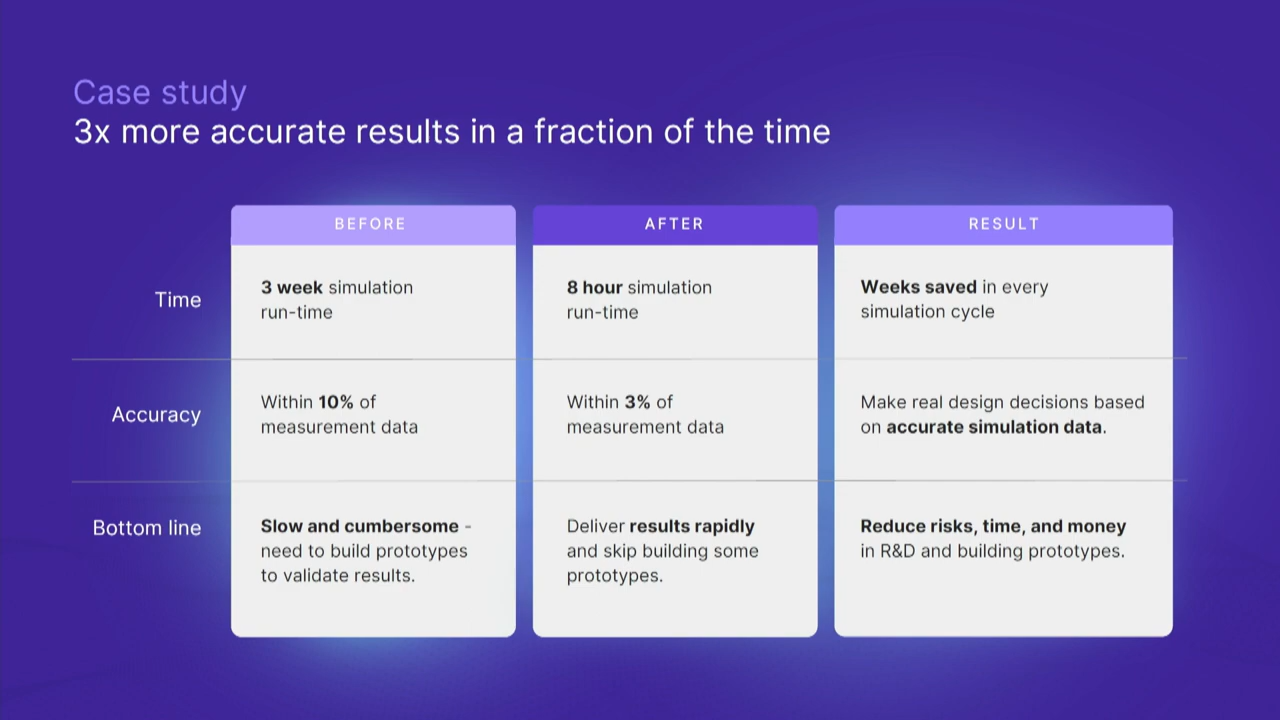 Case study
3x more accurate results in a fraction of the time
BEFORE
AFTER
RESULT
Time
3 week simulation
run-time
8 hour simulation
run-time
Weeks saved in every
simulation cycle
Accuracy
Within 10% of
measurement data
Within 3% of
measurement data
Make real design decisions based
on accurate simulation data.
Bottom line
Slow and cumbersome -
need to build prototypes
to validate results.
Deliver results rapidly
and skip building some
prototypes.
Reduce risks, time, and money
in R&D and building prototypes.